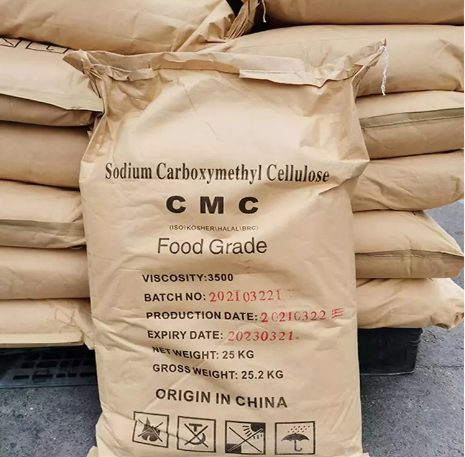 Sodium Carboxymethyl Cellulose
CMC
(ISO\KOSHER\HALAL\BRC)
Food Grade
VISCOSITY:3500
BATCH NO: 202103221
PRODUCTION DATE: 20210322
EXPIRY DATE: 20230321
NET WEIGHT: 25 KG
GROSS WEIGHT: 25.2 KG
ORIGIN IN CHINA